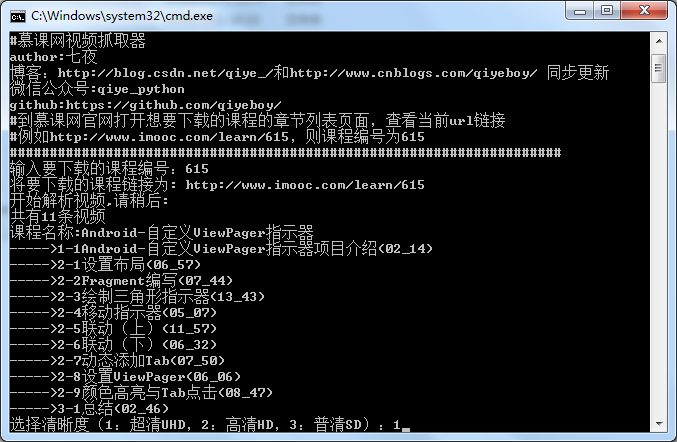 C:\Windows\system32\cmd.exe
#慕课网视频抓取器
author:七夜
博客：http://blog.csdn.net/qiye_/和http://www.cnblogs.com/qiyeboy/ 同步更新
微信公众号:qiye_python
github:https://github.com/qiyeboy/
#到慕课网官网打开想要下载的课程的章节列表页面，查看当前url链接
#例如http://www.imooc.com/learn/615，则课程编号为615
#####################################################################
输入要下载的课程编号：615
将要下载的课程链接为：http://www.imooc.com/learn/615
开始解析视频,请稍后:
共有11条视频
课程名称:Android-自定义ViewPager指示器
----->1-1Android-自定义ViewPager指示器项目介绍(02_14)
----->2-1设置布局(06_57)
----->2-2Fragment编写(07_44)
----->2-3绘制三角形指示器(13_43)
----->2-4移动指示器(05_07)
----->2-5联动（上）(11_57)
----->2-6联动（下）(06_32)
----->2-7动态添加Tab(07_50)
----->2-8设置ViewPager(06_06)
----->2-9颜色高亮与Tab点击(08_47)
----->3-1总结(02_46)
选择清晰度（1：超清UHD，2：高清HD，3：普清SD）：1